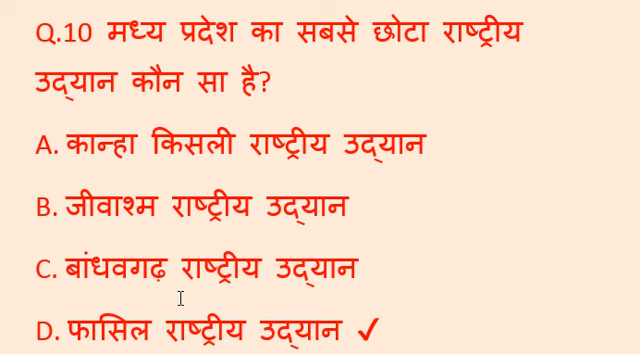 Q.10 मध्य प्रदेश का सबसे छोटा राष्ट्रीय
उद्यान कौन सा है?
A. कान्हा किसली राष्ट्रीय उद्यान
B. जीवाश्म राष्ट्रीय उद्यान
C. बांधवगढ़ राष्ट्रीय उद्यान
D. फासिल राष्ट्रीय उद्यान ✓